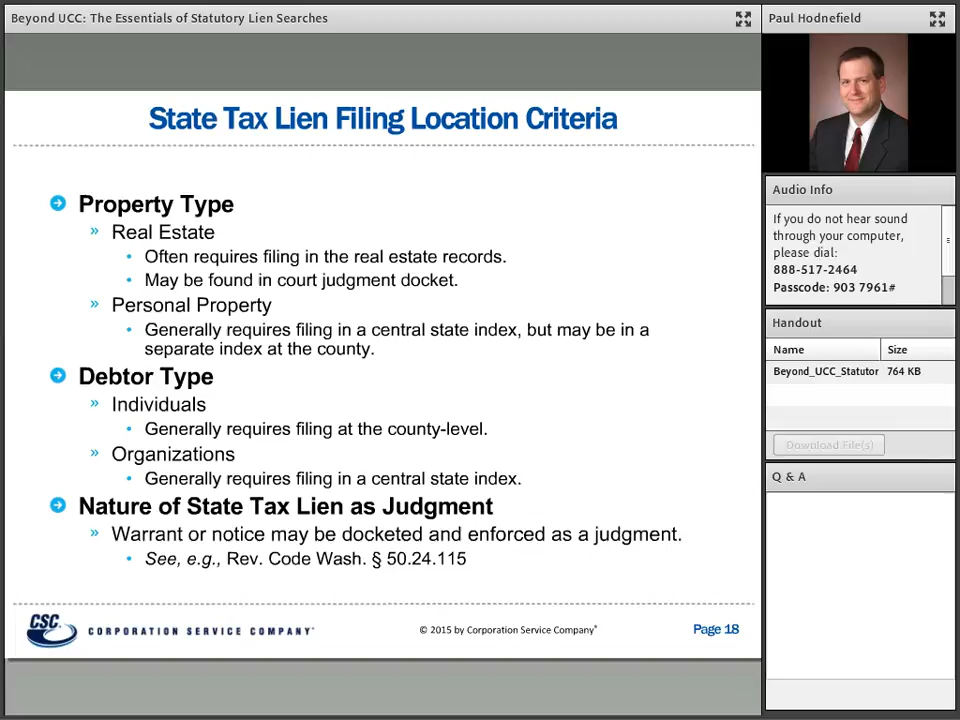 Beyond UCC: The Essentials of Statutory Lien Searches
State Tax Lien Filing Location Criteria
Property Type
» Real Estate
• Often requires filing in the real estate records.
• May be found in court judgment docket.
» Personal Property
• Generally requires filing in a central state index, but may be in a
separate index at the county.
Debtor Type
» Individuals
• Generally requires filing at the county-level.
» Organizations
• Generally requires filing in a central state index.
Nature of State Tax Lien as Judgment
» Warrant or notice may be docketed and enforced as a judgment.
• See, e.g., Rev. Code Wash. § 50.24.115
CSC
CORPORATION SERVICE COMPANY
© 2015 by Corporation Service Company
Page 18
Paul Hodnefield
Audio Info
If you do not hear sound
through your computer,
please dial:
888-517-2464
Passcode: 903 7961#
Handout
Name Size
Beyond_UCC_Statutor 764 KB
Download File(s)
Q & A